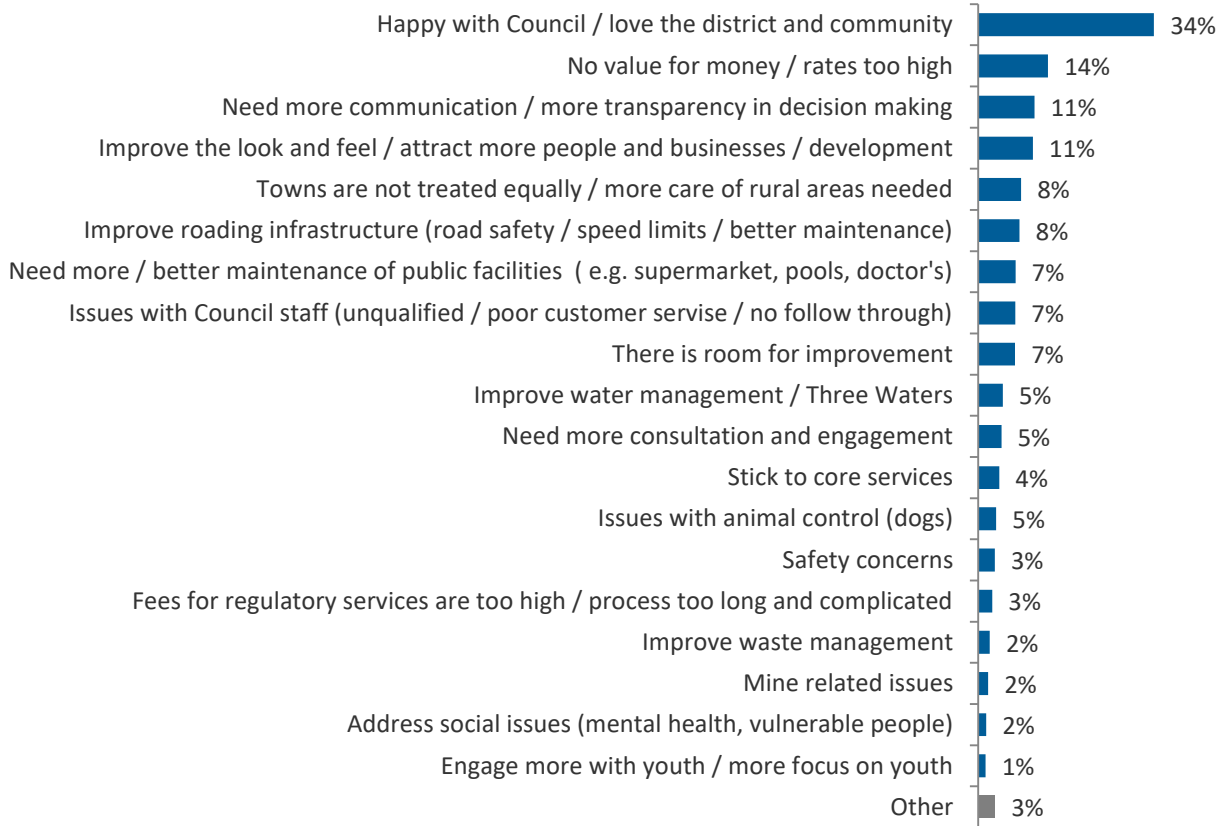 Happy with Council / love the district and community 34%
No value for money / rates too high 14%
Need more communication / more transparency in decision making 11%
Improve the look and feel / attract more people and businesses / development 11%
Towns are not treated equally / more care of rural areas needed 8%
Improve roading infrastructure (road safety / speed limits / better maintenance) 8%
Need more / better maintenance of public facilities  ( e.g. supermarket, pools, doctor's) 7%
Issues with Council staff (unqualified / poor customer servise / no follow through) 7%
There is room for improvement 7%
Improve water management / Three Waters 5%
Need more consultation and engagement 5%
Stick to core services 4%
Issues with animal control (dogs) 5%
Safety concerns 3%
Fees for regulatory services are too high / process too long and complicated 3%
Improve waste management 2%
Mine related issues 2%
Address social issues (mental health, vulnerable people) 2%
Engage more with youth / more focus on youth 1%
Other 3%